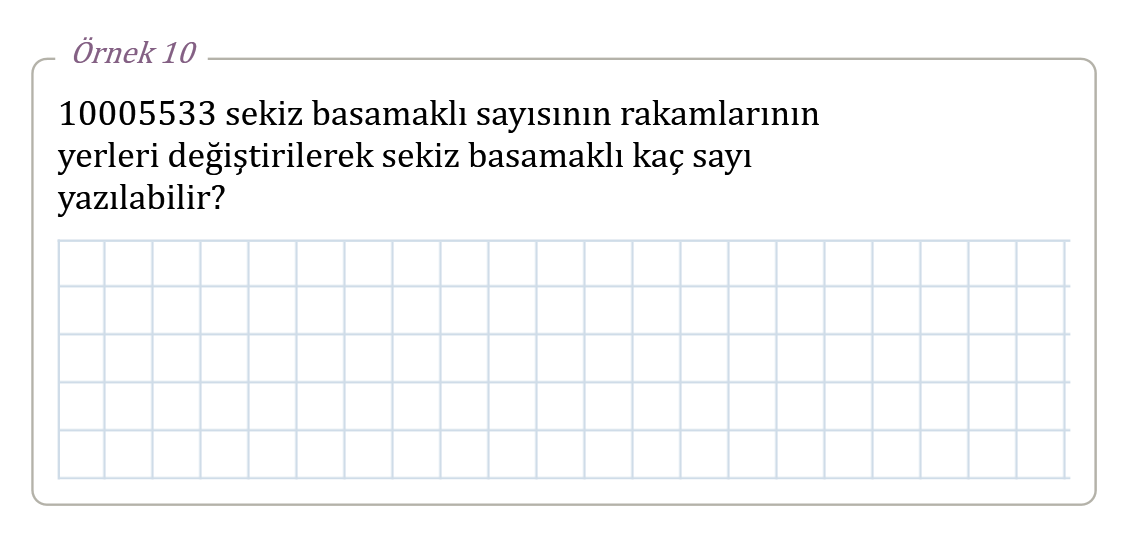 Örnek 10
10005533 sekiz basamaklı sayısının rakamlarının
yerleri değiştirilerek sekiz basamaklı kaç sayı
yazılabilir?